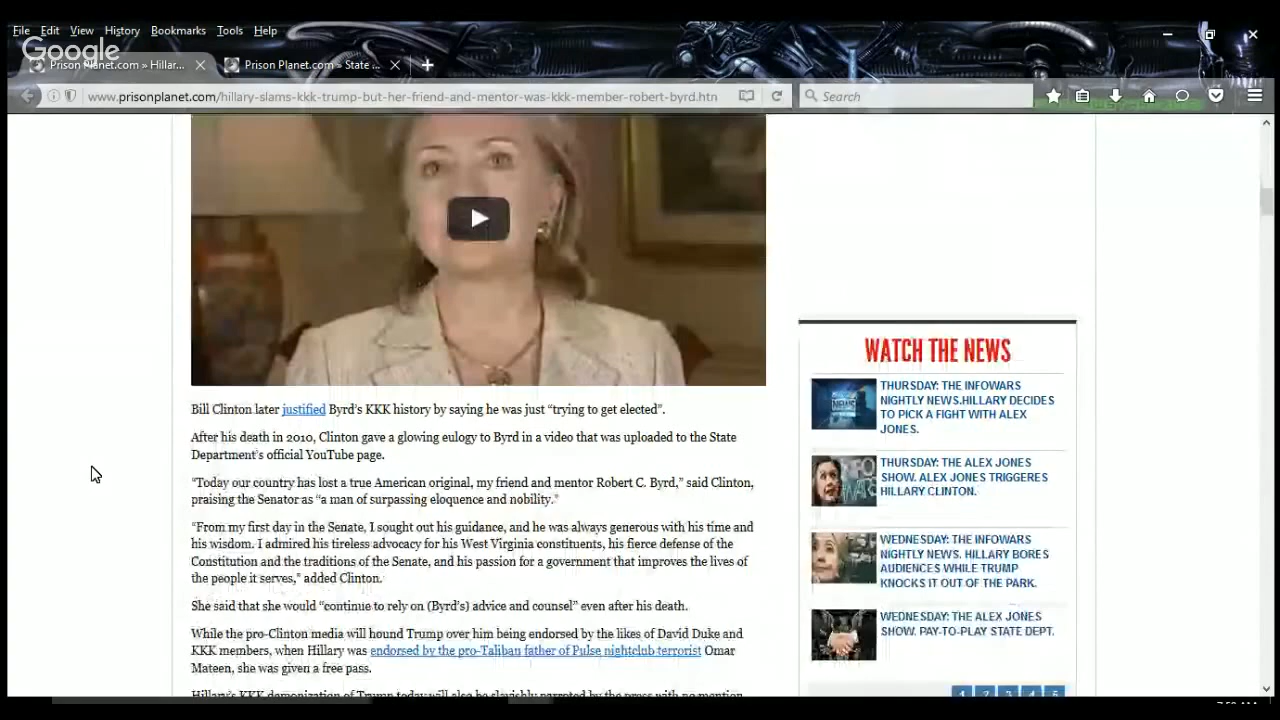 File Edit View History Bookmarks Tools Help
Google
Prison Planet.com » Hillar...
Prison Planet.com » State ...
www.prisonplanet.com/hillary-slams-kkk-trump-but-her-friend-and-mentor-was-kkk-member-robert-byrd.htn
Search
Bill Clinton later justified Byrd's KKK history by saying he was just “trying to get elected”.
After his death in 2010, Clinton gave a glowing eulogy to Byrd in a video that was uploaded to the State
Department's official YouTube page.
“Today our country has lost a true American original, my friend and mentor Robert C. Byrd,” said Clinton,
praising the Senator as “a man of surpassing eloquence and nobility.”
“From my first day in the Senate, I sought out his guidance, and he was always generous with his time and
his wisdom. I admired his tireless advocacy for his West Virginia constituents, his fierce defense of the
Constitution and the traditions of the Senate, and his passion for a government that improves the lives of
the people it serves,” added Clinton.
She said that she would “continue to rely on (Byrd's) advice and counsel” even after his death.
While the pro-Clinton media will hound Trump over him being endorsed by the likes of David Duke and
KKK members, when Hillary was endorsed by the pro-Taliban father of Pulse nightclub terrorist Omar
Mateen, she was given a free pass.
Hillary's KKK demonization of Trump today will also be slavishly parroted by the press with no mention
WATCH THE NEWS
THURSDAY: THE INFOWARS
NIGHTLY NEWS.HILLARY DECIDES
TO PICK A FIGHT WITH ALEX
JONES.
THURSDAY: THE ALEX JONES
SHOW. ALEX JONES TRIGGERES
HILLARY CLINTON.
WEDNESDAY: THE INFOWARS
NIGHTLY NEWS. HILLARY BORES
AUDIENCES WHILE TRUMP
KNOCKS IT OUT OF THE PARK.
WEDNESDAY: THE ALEX JONES
SHOW. PAY-TO-PLAY STATE DEPT.
1 2 3 4 5